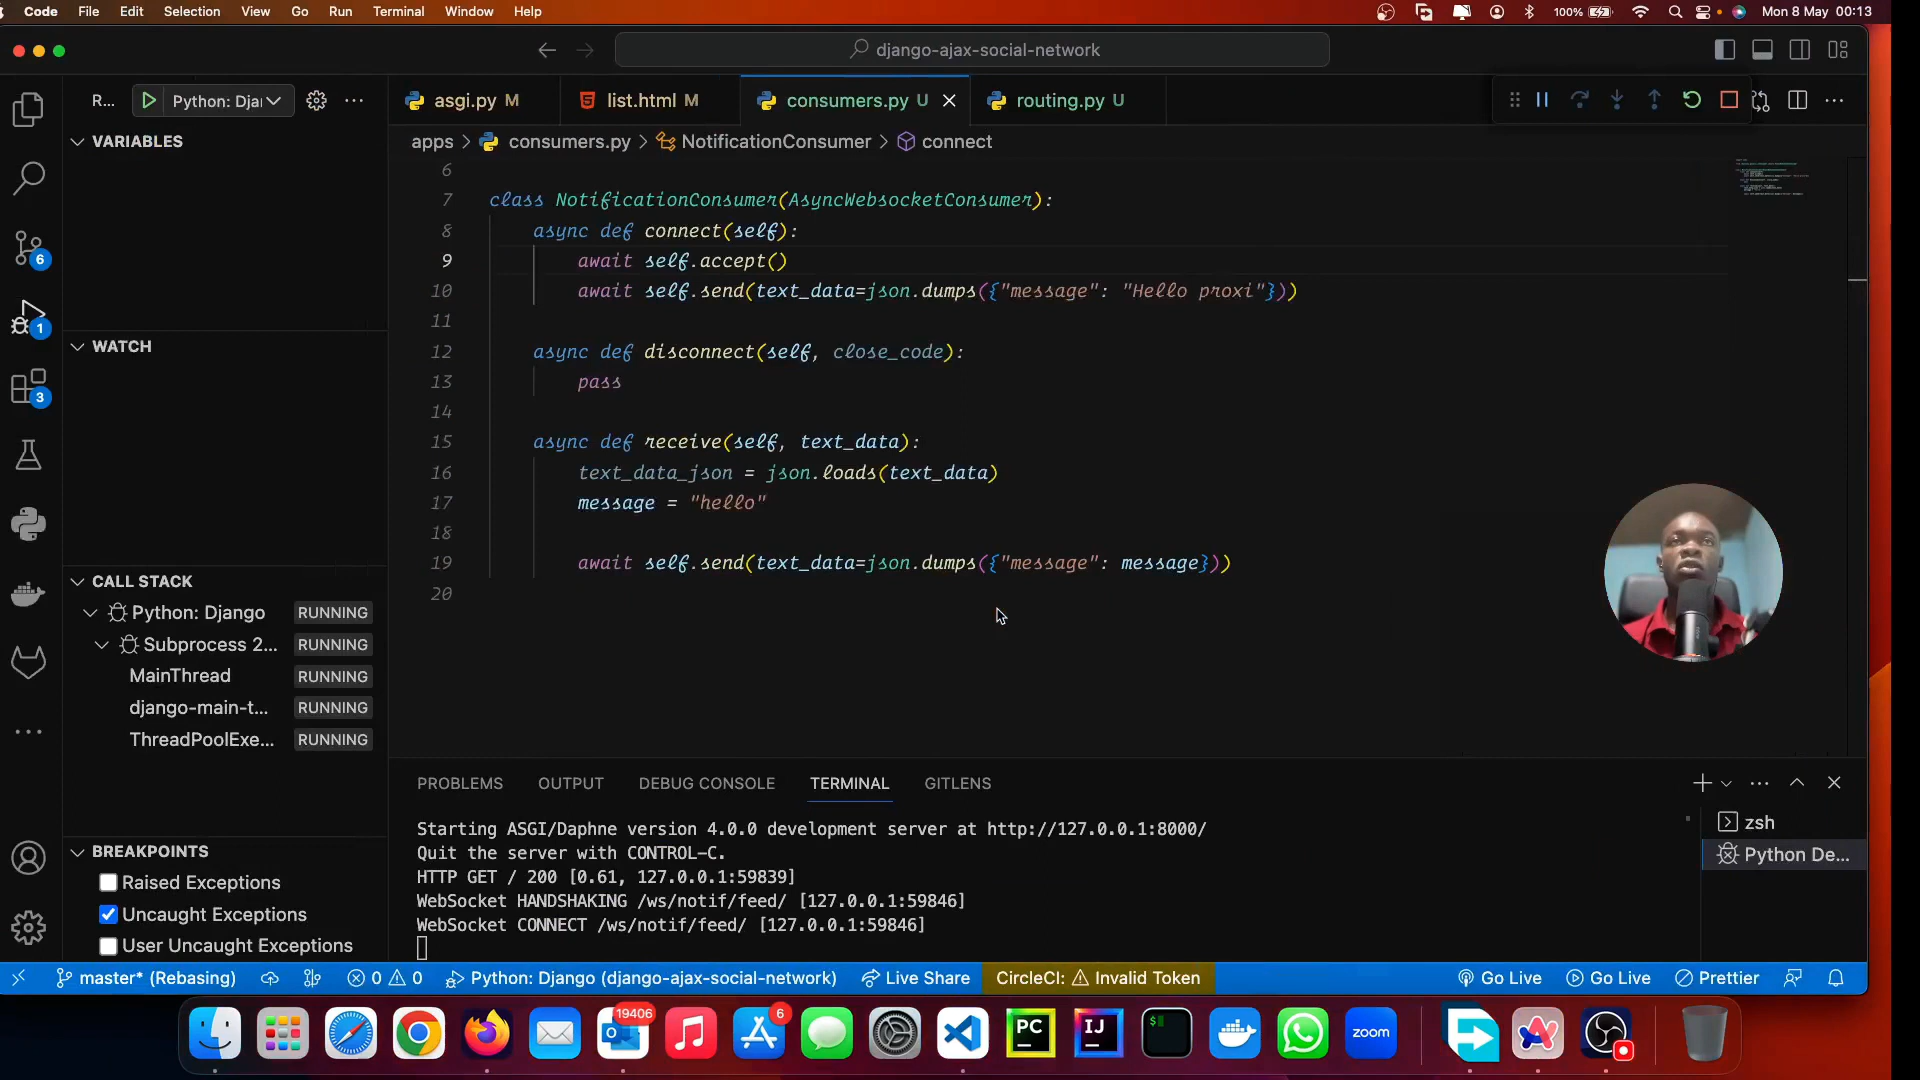 Code File Edit Selection View Go Run Terminal Window Help 100% Mon 8 May 00:13
django-ajax-social-network
R... Python: Djar
asgi.py M list.html M consumers.py U routing.py U
apps > consumers.py > NotificationConsumer > connect
VARIABLES
WATCH
CALL STACK
Python: Django RUNNING
Subprocess 2... RUNNING
MainThread RUNNING
django-main-t... RUNNING
ThreadPoolExe... RUNNING
BREAKPOINTS
Raised Exceptions
Uncaught Exceptions
User Uncaught Exceptions
6
1
3
6
7 class NotificationConsumer(AsyncWebsocketConsumer):
8 async def connect(self):
9 await self.accept()
10 await self.send(text_data=json.dumps({"message": "Hello proxi"}))
11
12 async def disconnect(self, close_code):
13 pass
14
15 async def receive(self, text_data):
16 text_data_json = json.loads(text_data)
17 message = "hello"
18
19 await self.send(text_data=json.dumps({"message": message}))
20
PROBLEMS OUTPUT DEBUG CONSOLE TERMINAL GITLENS
Starting ASGI/Daphne version 4.0.0 development server at http://127.0.0.1:8000/
Quit the server with CONTROL-C.
HTTP GET / 200 [0.61, 127.0.0.1:59839]
WebSocket HANDSHAKING /ws/notif/feed/ [127.0.0.1:59846]
WebSocket CONNECT /ws/notif/feed/ [127.0.0.1:59846]
zsh
Python De...
master* (Rebasing) 0 0 Python: Django (django-ajax-social-network) Live Share CircleCI: Invalid Token Go Live Go Live Prettier
19406
6
PC
IJ
zoom